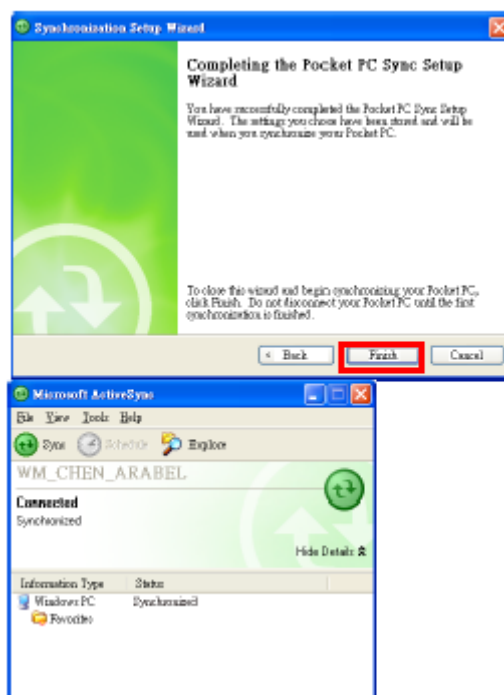 Synchronization Setup Wizard
Completing the Pocket PC Sync Setup
Wizard
You have successfully completed the Pocket PC Sync Setup
Wizard. The settings you chose have been stored and will be
used when you synchronize your Pocket PC.
To close this wizard and begin synchronizing your Pocket PC,
click Finish. Do not disconnect your Pocket PC until the first
synchronization is finished.
< Back Finish Cancel
Microsoft ActiveSync
File View Tools Help
Sync Schedule Explore
WM_CHEN_ARABEL
Connected
Synchronized
Hide Details
Information Type Status
Windows PC Synchronized
Favorites